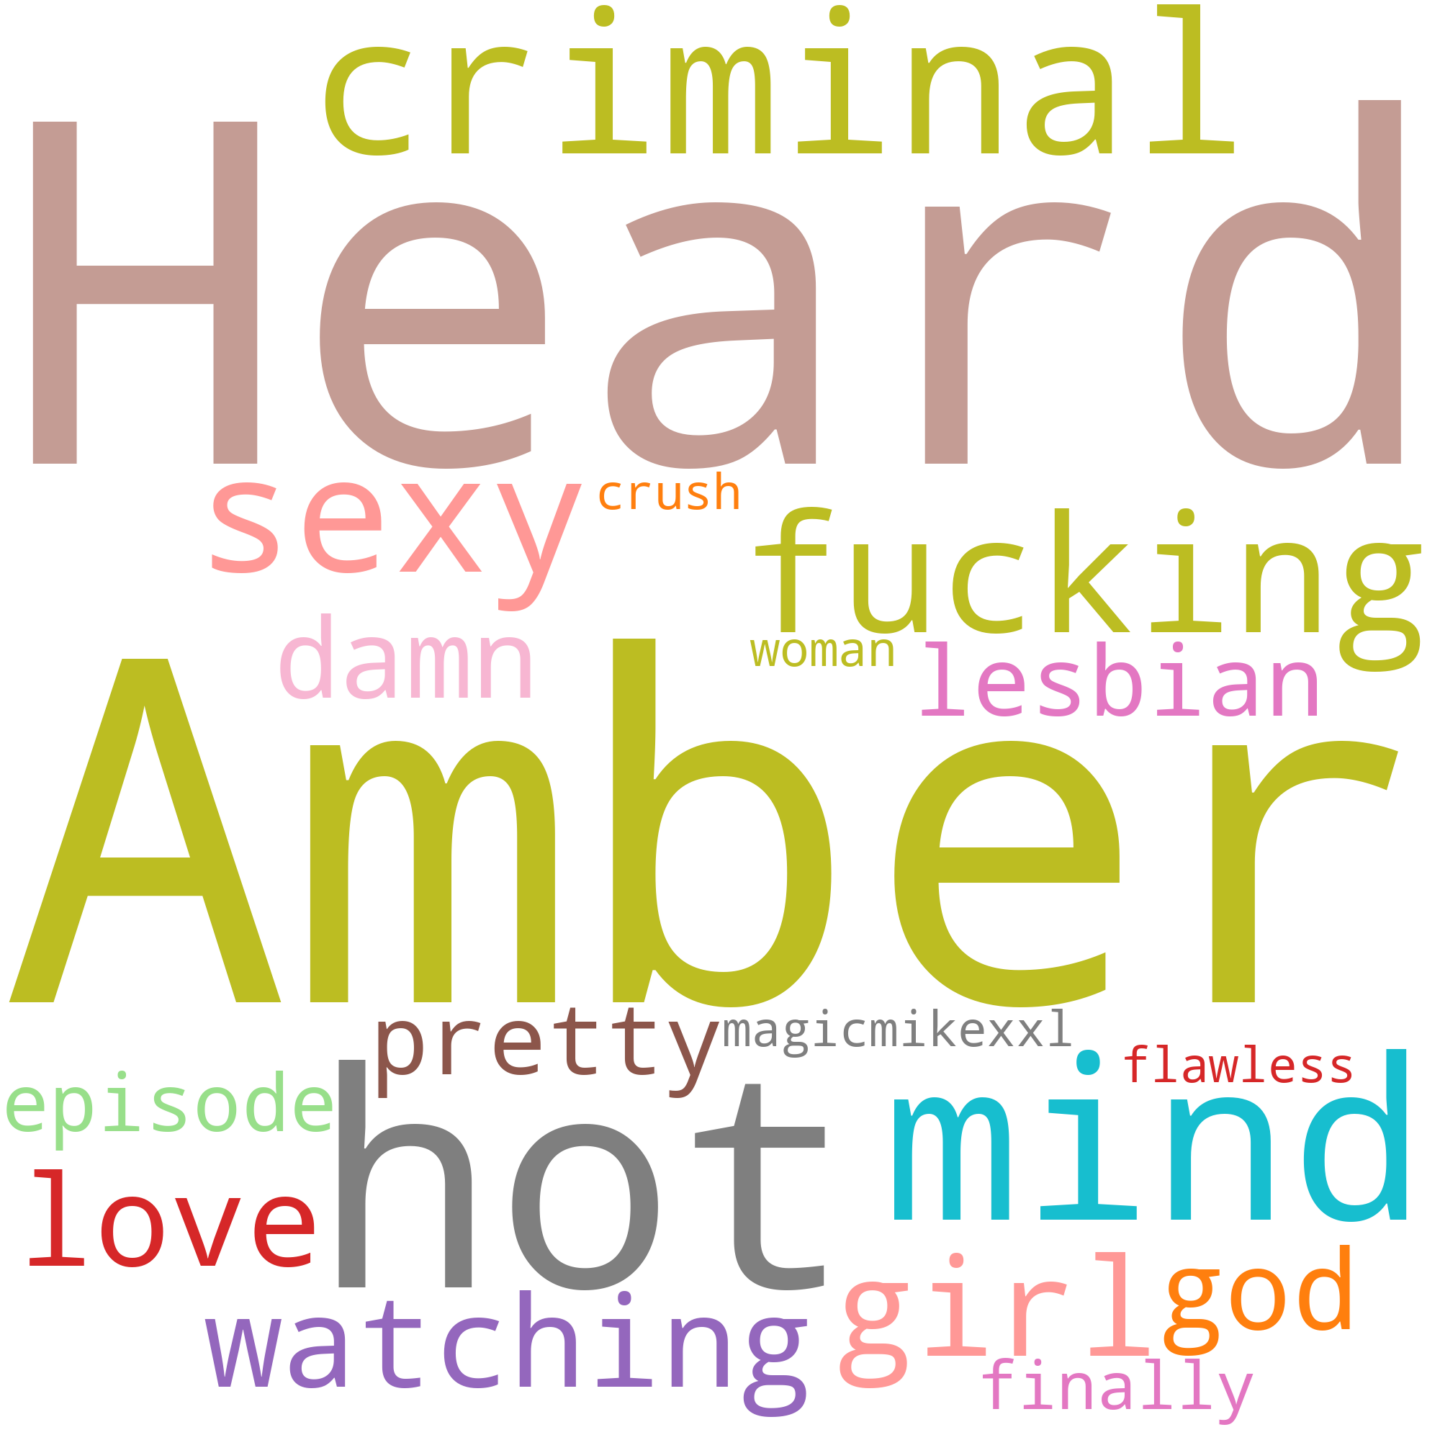 criminal
Heard
sexy
crush
fucking
damn
woman
lesbian
Amber
pretty
magicmikexxl
flawless
episode
hot
mind
love
girl
god
watching
finally